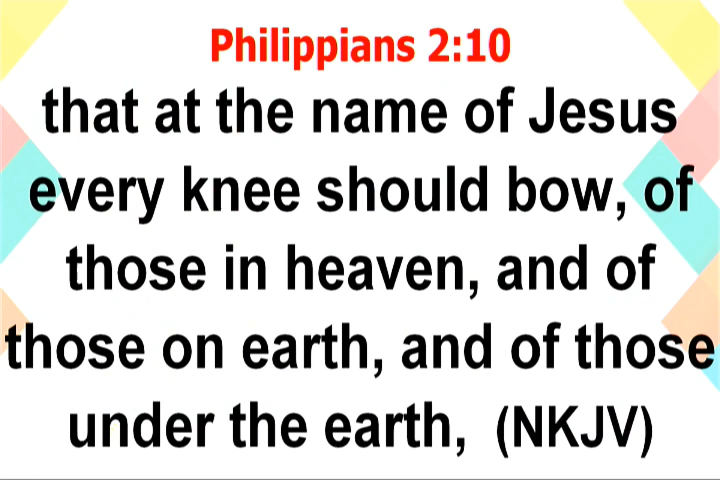 Philippians 2:10
that at the name of Jesus
every knee should bow, of
those in heaven, and of
those on earth, and of those
under the earth, (NKJV)